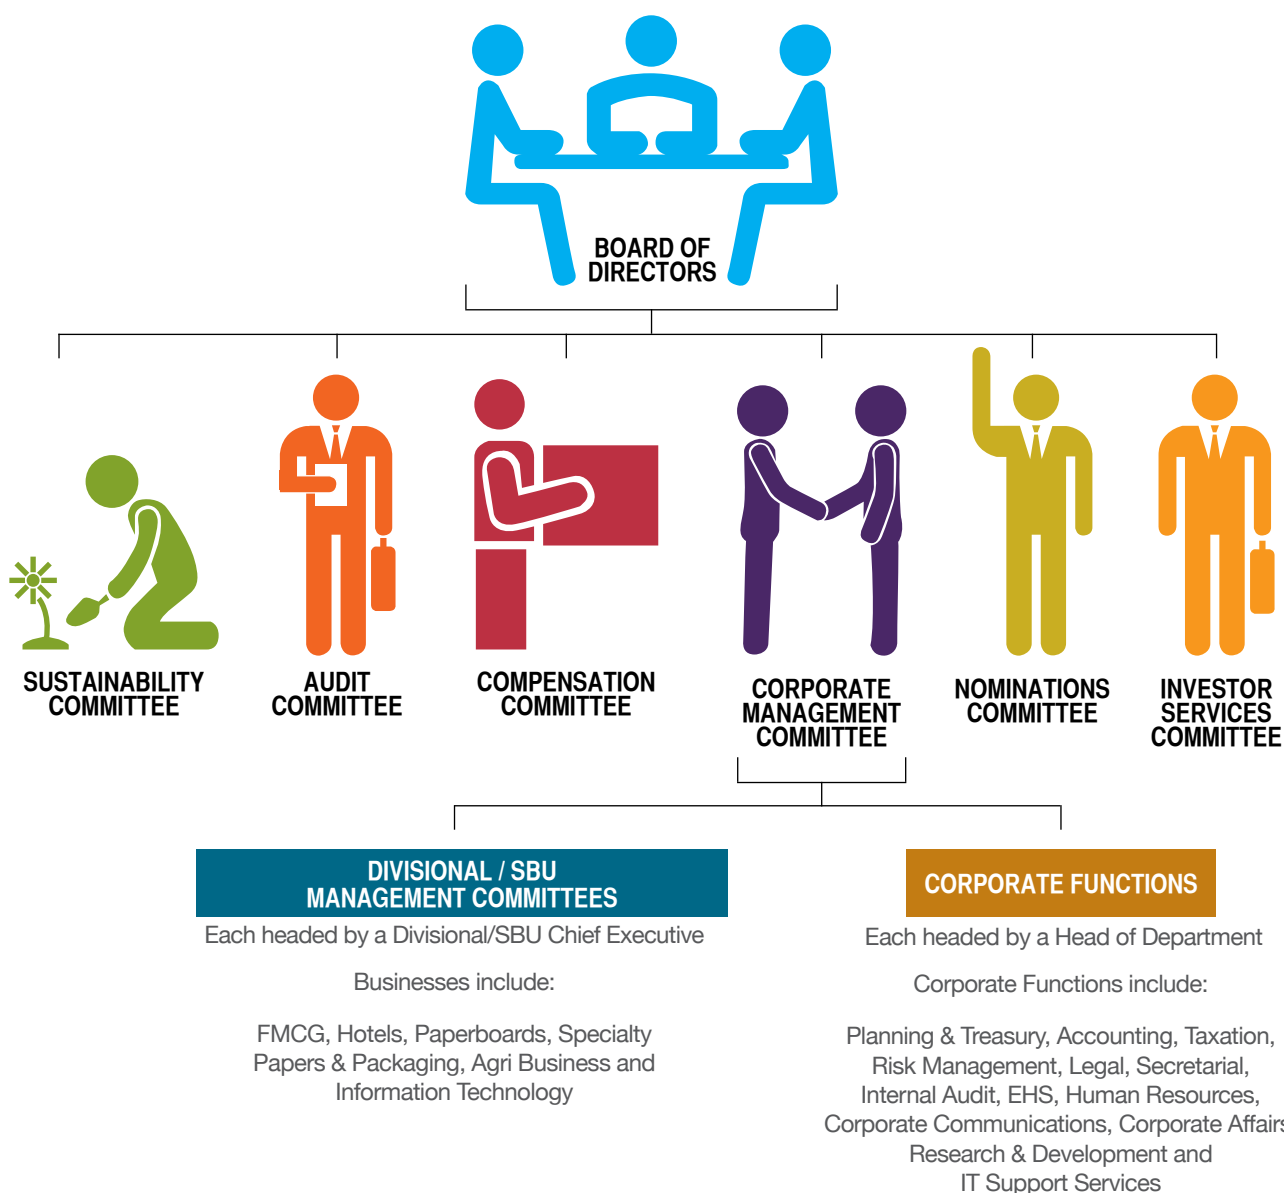 BOARD OF
DIRECTORS
SUSTAINABILITY
COMMITTEE
AUDIT
COMMITTEE
COMPENSATION
COMMITTEE
CORPORATE
MANAGEMENT
COMMITTEE
NOMINATIONS
COMMITTEE
INVESTOR
SERVICES
COMMITTEE
DIVISIONAL / SBU
MANAGEMENT COMMITTEES
Each headed by a Divisional/SBU Chief Executive
Businesses include:
FMCG, Hotels, Paperboards, Specialty
Papers & Packaging, Agri Business and
Information Technology
CORPORATE FUNCTIONS
Each headed by a Head of Department
Corporate Functions include:
Planning & Treasury, Accounting, Taxation,
Risk Management, Legal, Secretarial,
Internal Audit, EHS, Human Resources,
Corporate Communications, Corporate Affairs
Research & Development and
IT Support Services